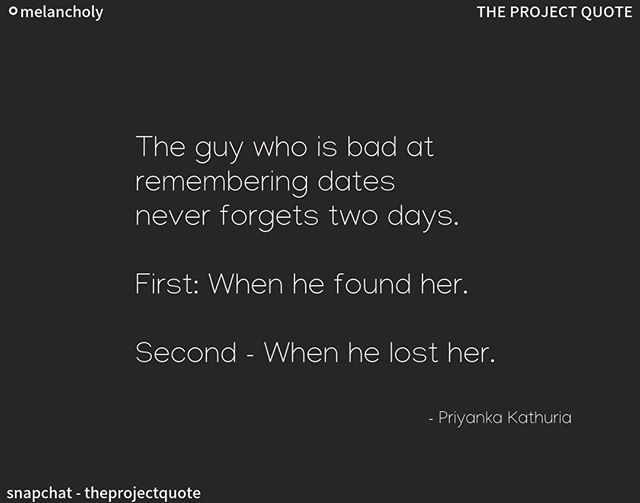 melancholy
THE PROJECT QUOTE
The guy who is bad at
remembering dates
never forgets two days.
First: When he found her.
Second - When he lost her.
- Priyanka Kathuria
snapchat - theprojectquote